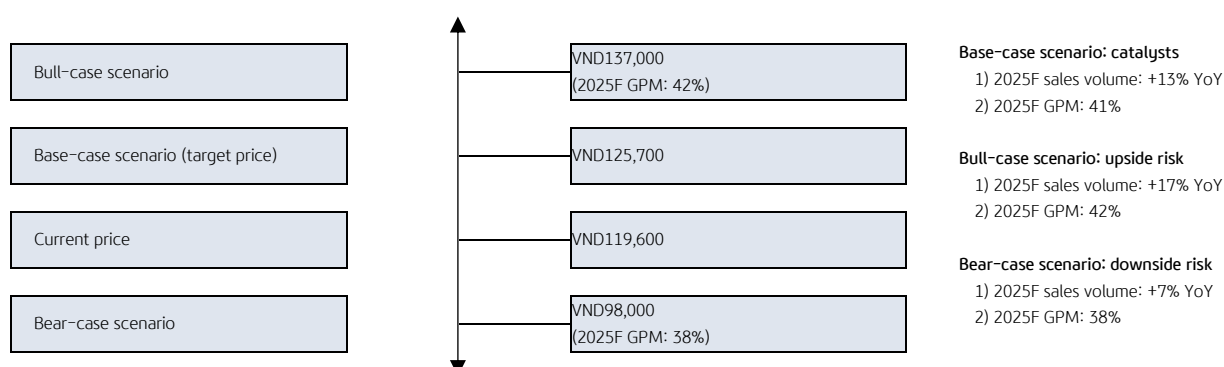 Bull-case scenario
VND137,000
(2025F GPM: 42%)
Base-case scenario (target price)
VND125,700
Current price
VND119,600
Bear-case scenario
VND98,000
(2025F GPM: 38%)
Base-case scenario: catalysts
1) 2025F sales volume: +13% YoY
2) 2025F GPM: 41%
Bull-case scenario: upside risk
1) 2025F sales volume: +17% YoY
2) 2025F GPM: 42%
Bear-case scenario: downside risk
1) 2025F sales volume: +7% YoY
2) 2025F GPM: 38%